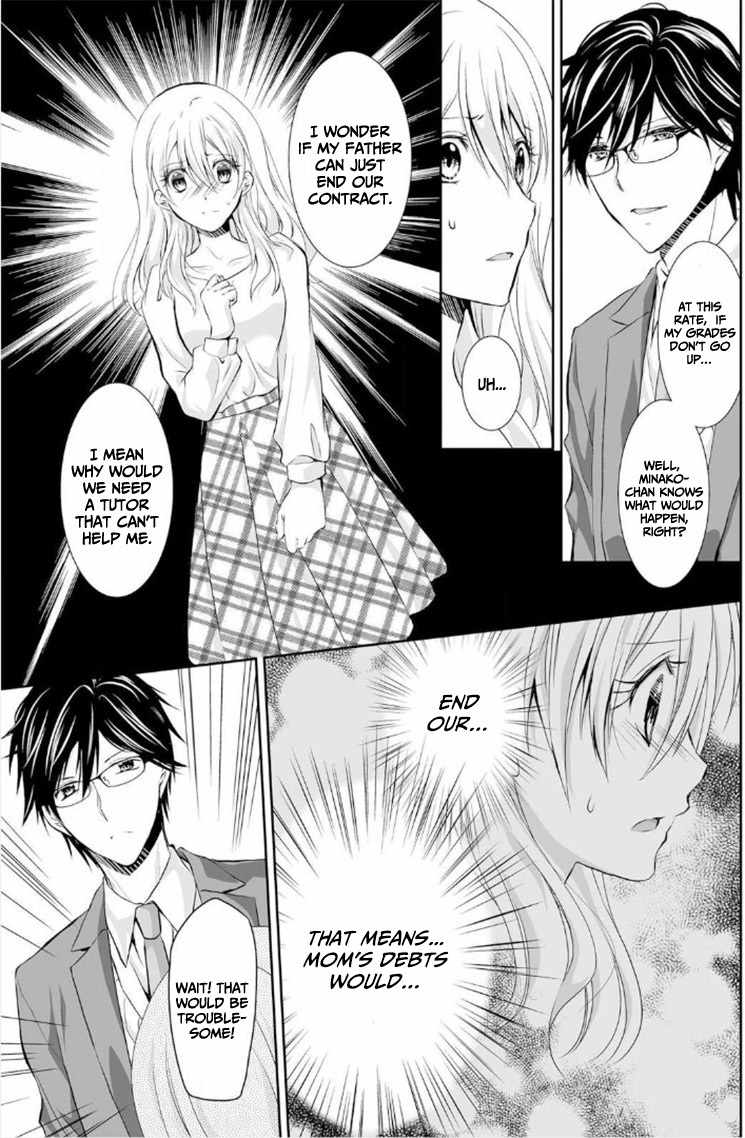 AT THIS
RATE, IF
MY GRADES
DON'T GO
UP...
WELL,
MINAKO-
CHAN KNOWS
WHAT WOULD
HAPPEN,
RIGHT?
UH...
I WONDER
IF MY FATHER
CAN JUST
END OUR
CONTRACT.
I MEAN
WHY WOULD
WE NEED
A TUTOR
THAT CAN'T
HELP ME.
END
OUR...
THAT MEANS...
MOM'S DEBTS
WOULD...
WAIT! THAT
WOULD BE
TROUBLE-
SOME!